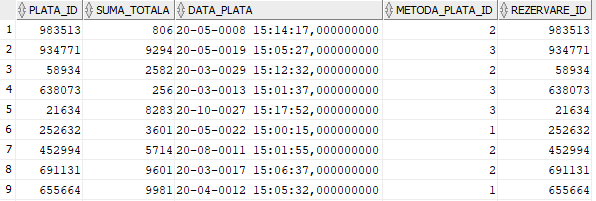 PLATA_ID SUMA_TOTALA DATA_PLATA METODA_PLATA_ID REZERVARE_ID
1 983513 806 20-05-0008 15:14:17,000000000 2 983513
2 934771 9294 20-05-0019 15:05:27,000000000 3 934771
3 58934 2582 20-03-0029 15:12:32,000000000 2 58934
4 638073 256 20-03-0013 15:01:37,000000000 3 638073
5 21634 8283 20-10-0027 15:17:52,000000000 3 21634
6 252632 3601 20-05-0022 15:00:15,000000000 1 252632
7 452994 5714 20-08-0011 15:01:55,000000000 2 452994
8 691131 9601 20-03-0017 15:06:37,000000000 2 691131
9 655664 9981 20-04-0012 15:05:32,000000000 1 655664